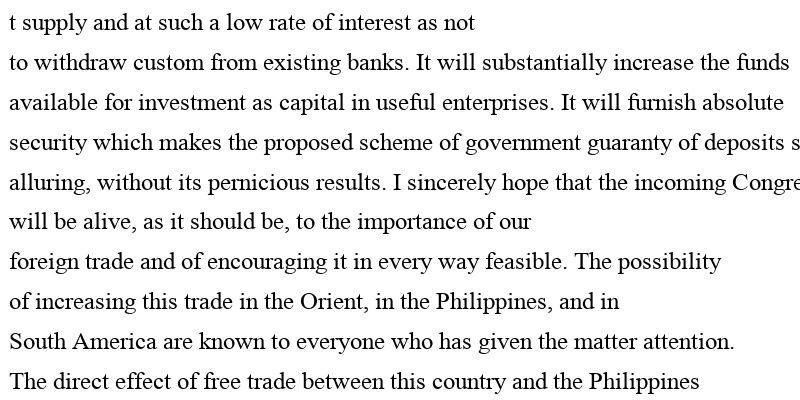 t supply and at such a low rate of interest as not
to withdraw custom from existing banks. It will substantially increase the funds
available for investment as capital in useful enterprises. It will furnish absolute
security which makes the proposed scheme of government guaranty of deposits s
alluring, without its pernicious results. I sincerely hope that the incoming Congre
will be alive, as it should be, to the importance of our
foreign trade and of encouraging it in every way feasible. The possibility
of increasing this trade in the Orient, in the Philippines, and in
South America are known to everyone who has given the matter attention.
The direct effect of free trade between this country and the Philippines